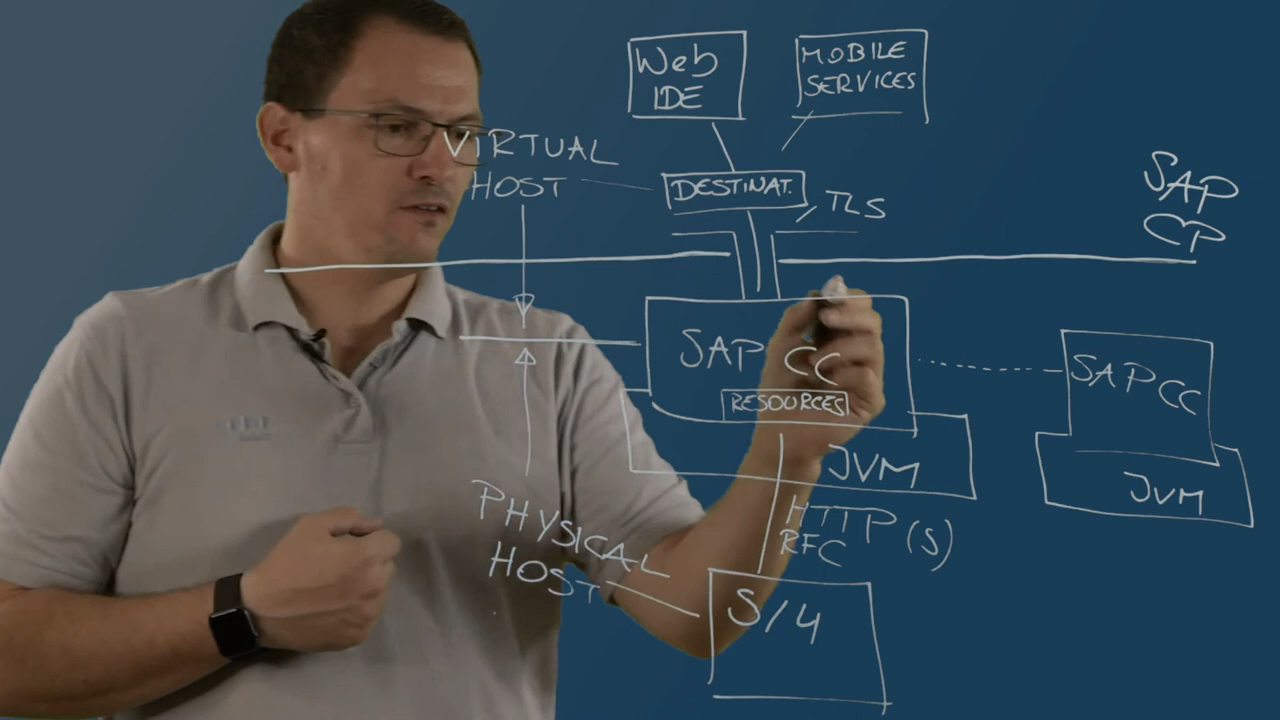 Web
IDE
MOBILE
SERVICES
VIRTUAL
HOST
DESTINAT.
TLS
SAP
CP
SAP CC
RESOURCES
JVM
SAP CC
JVM
PHYSICAL
HOST
HTTP(S)
RFC
S/4